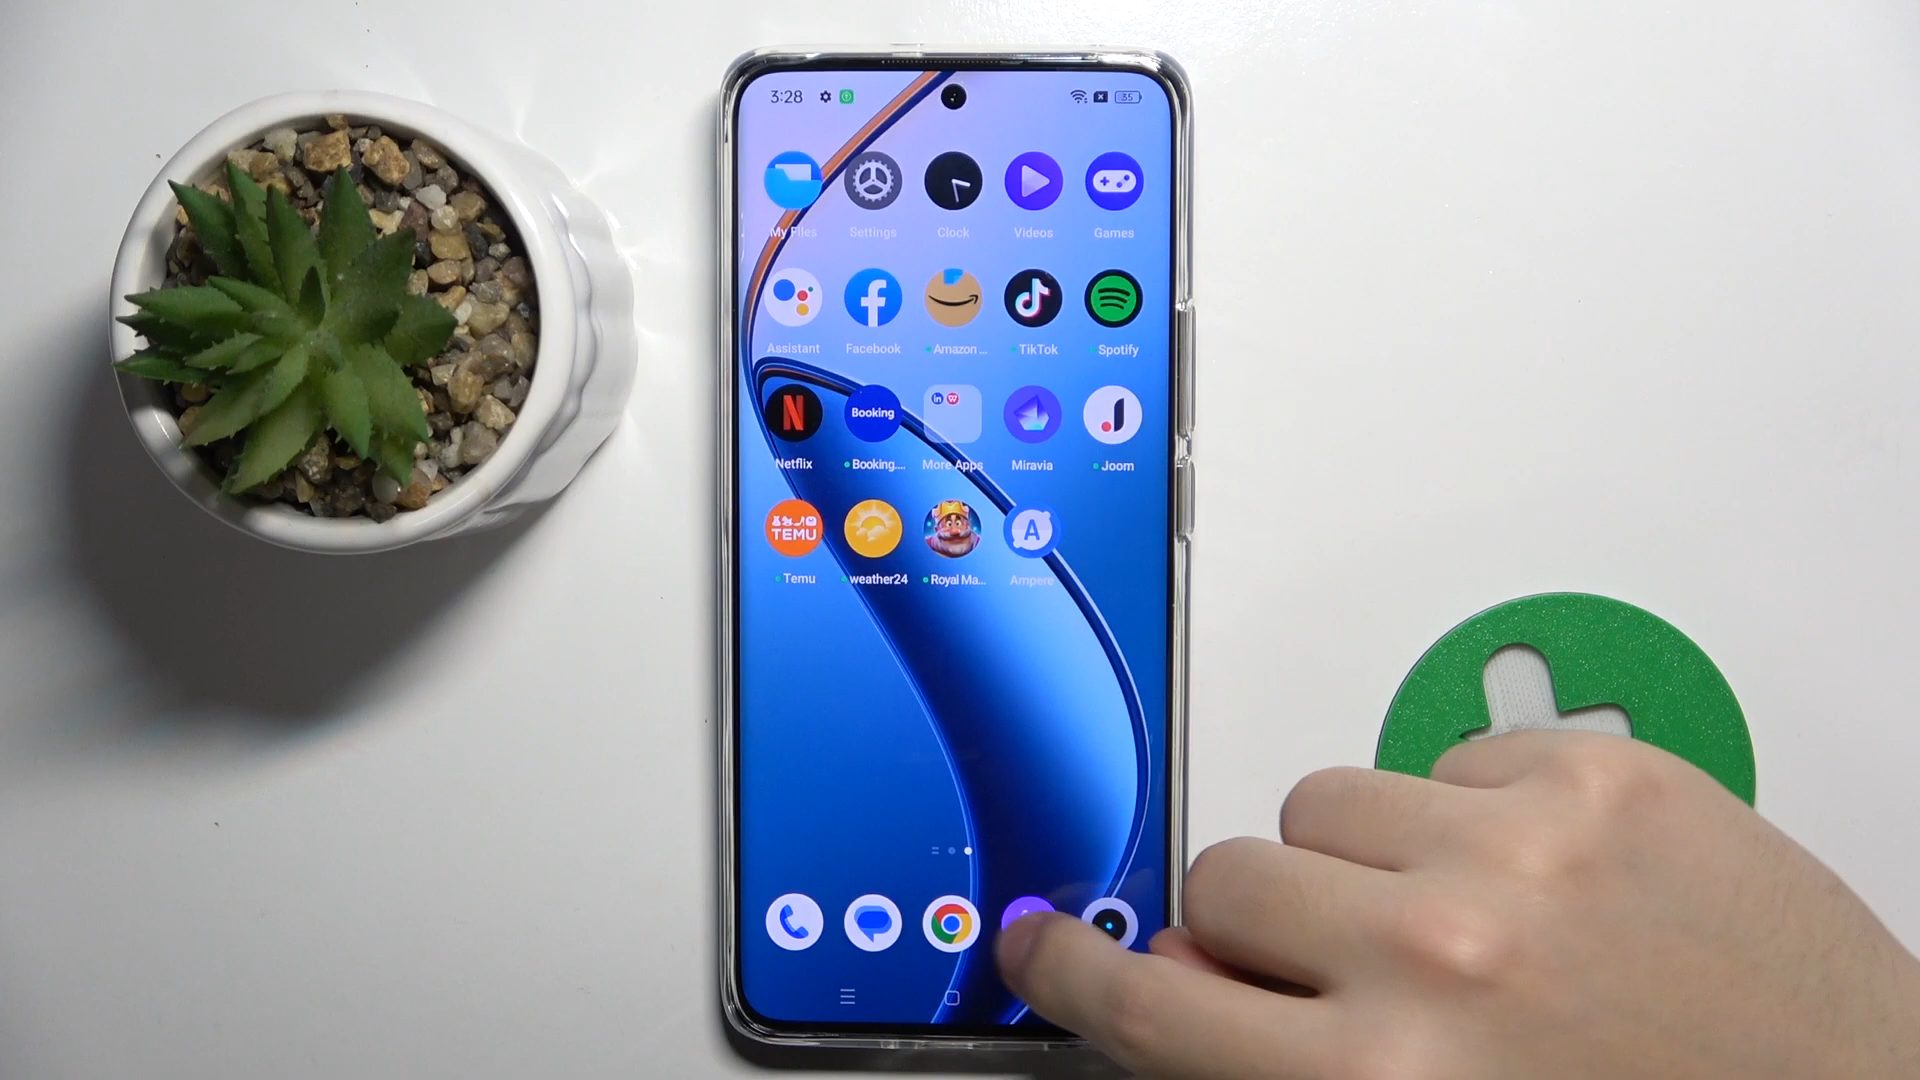 3:28 35
My Files Settings Clock Videos Games
Assistant Facebook Amazon ... TikTok Spotify
Booking
Netflix Booking.... More Apps Miravia Joom
TEMU A
Temu weather24 Royal Ma... Ampere